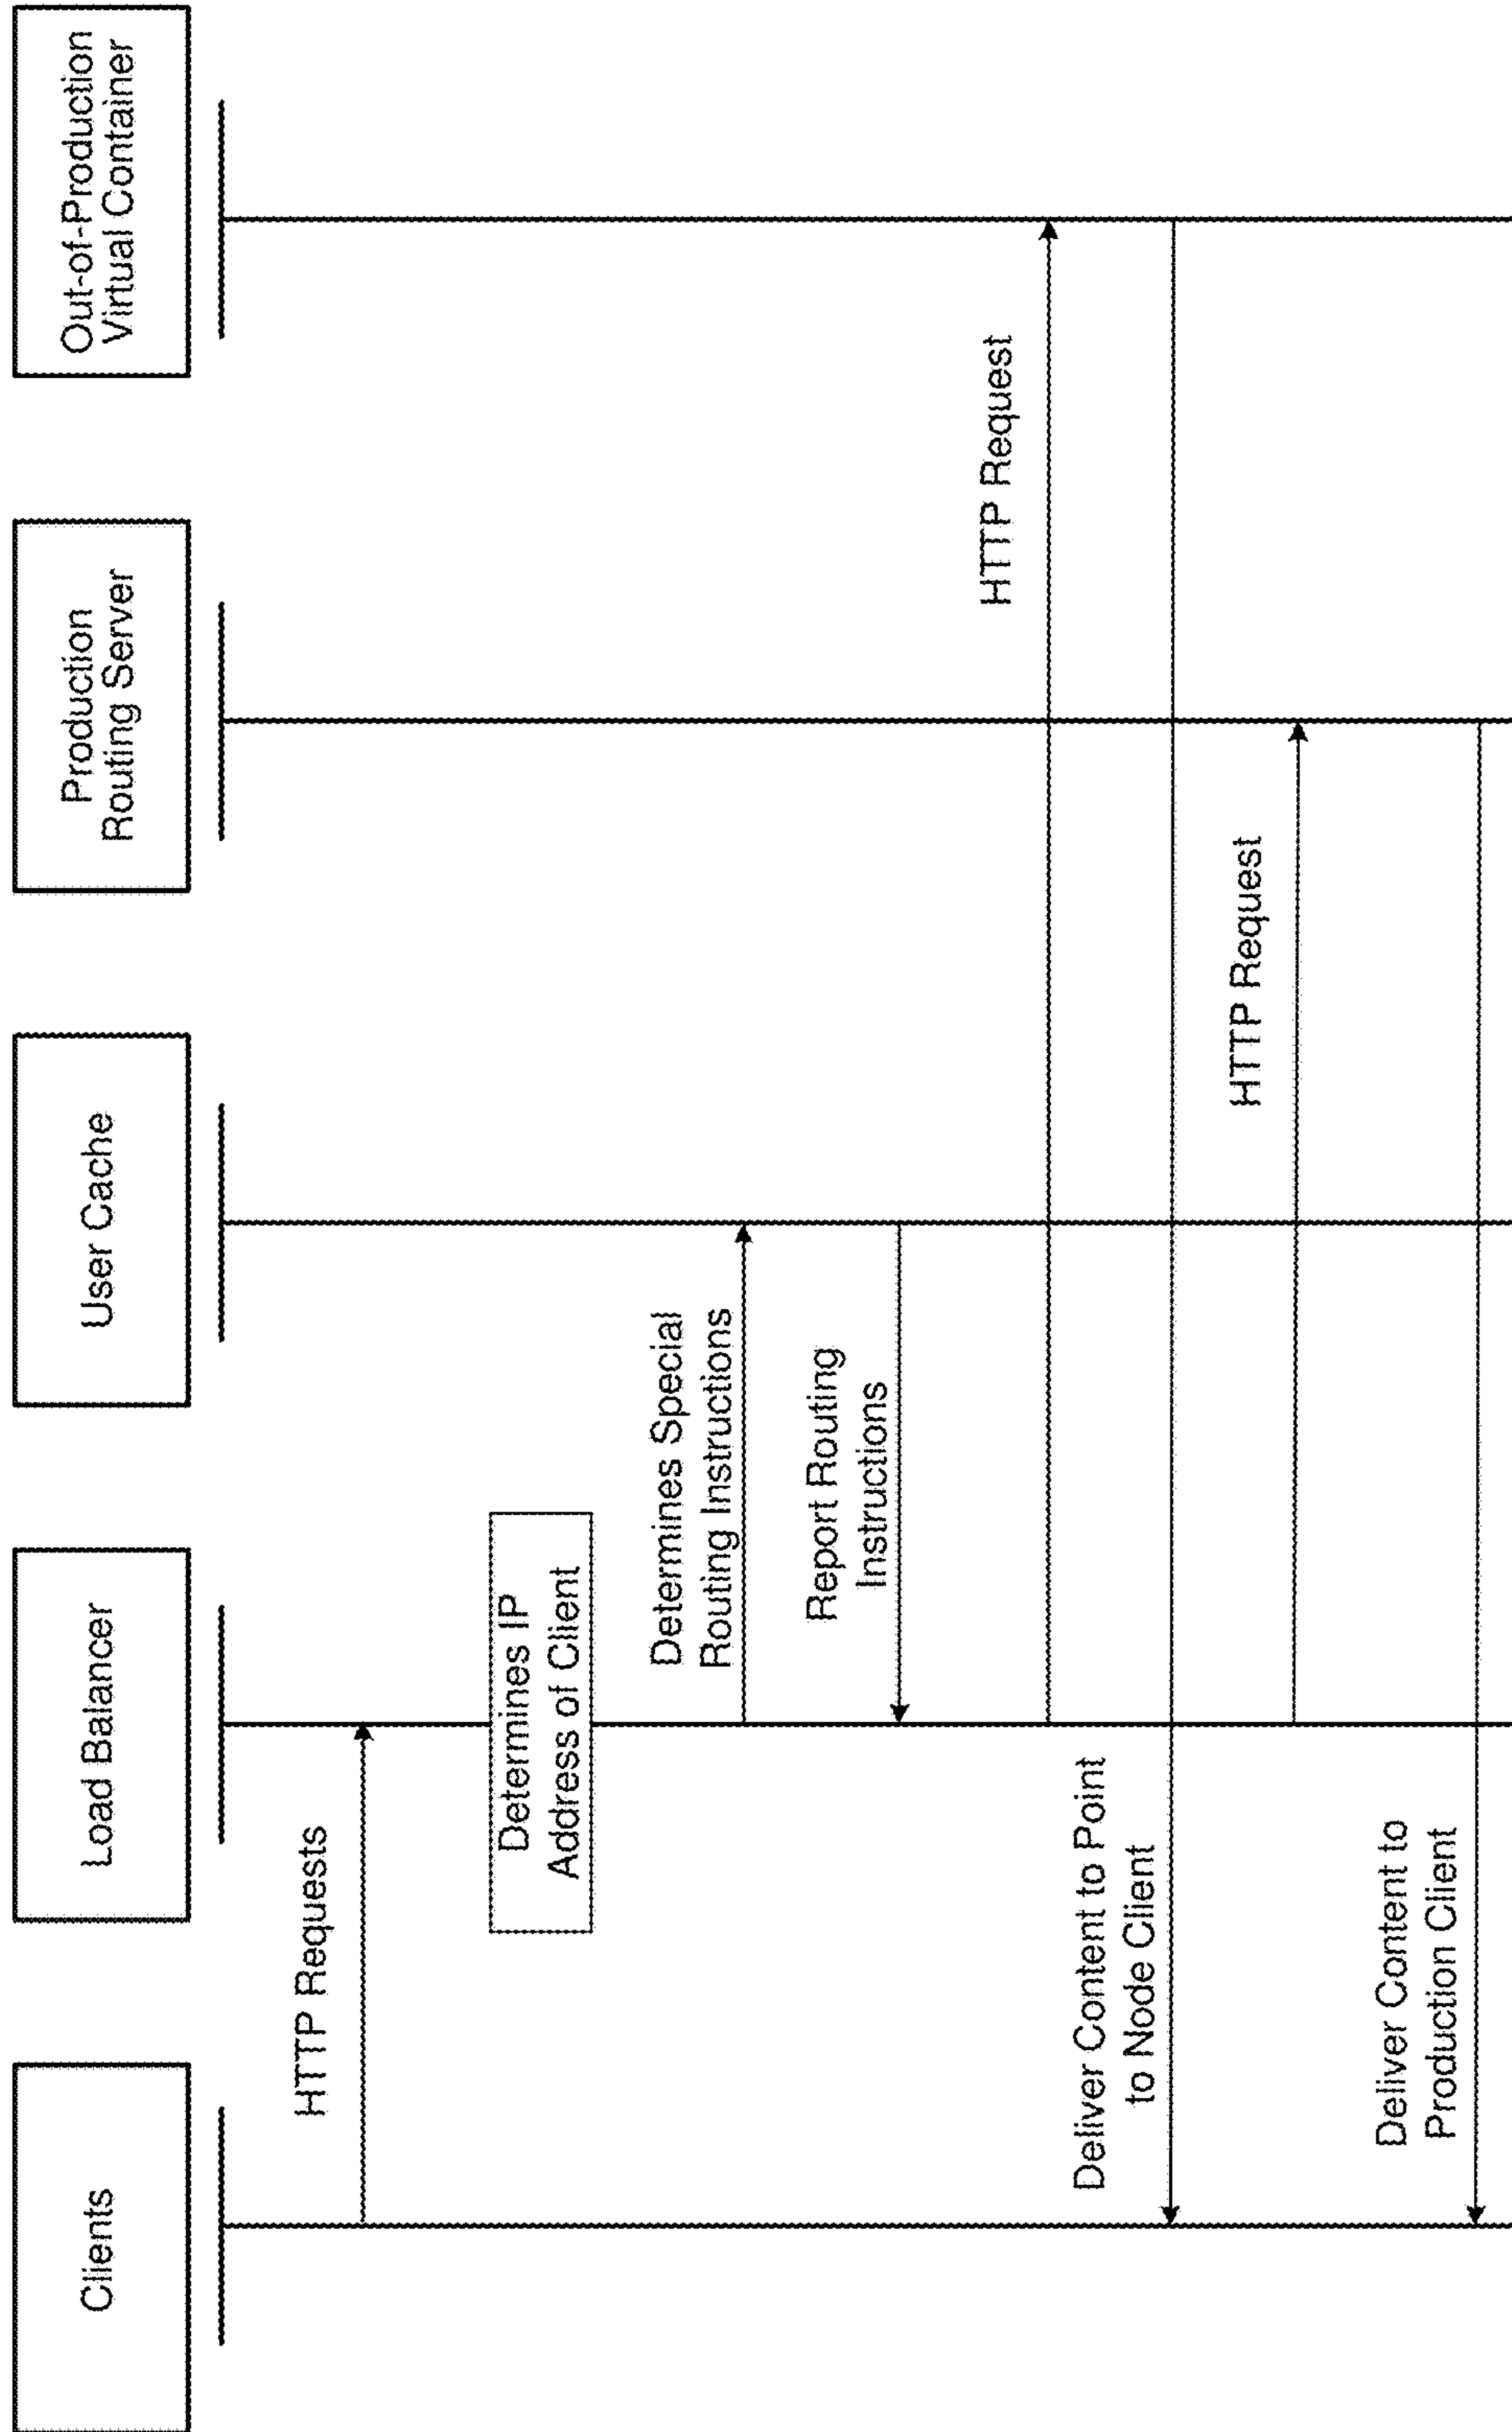 Clients
Load Balancer
User Cache
Production
Routing Server
Out-of-Production
Virtual Container
HTTP Requests
Determines IP
Address of Client
Determines Special
Routing Instructions
Report Routing
Instructions
HTTP Request
Deliver Content to Point
to Node Client
HTTP Request
Deliver Content to
Production Client